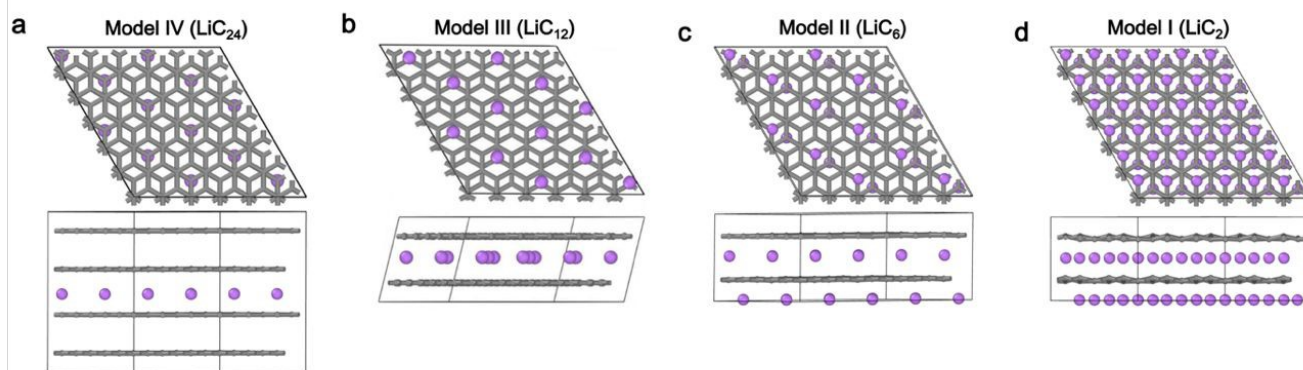 a
Model IV (LiC₂₄)
b
Model III (LiC₁₂)
c
Model II (LiC₆)
d
Model I (LiC₂)